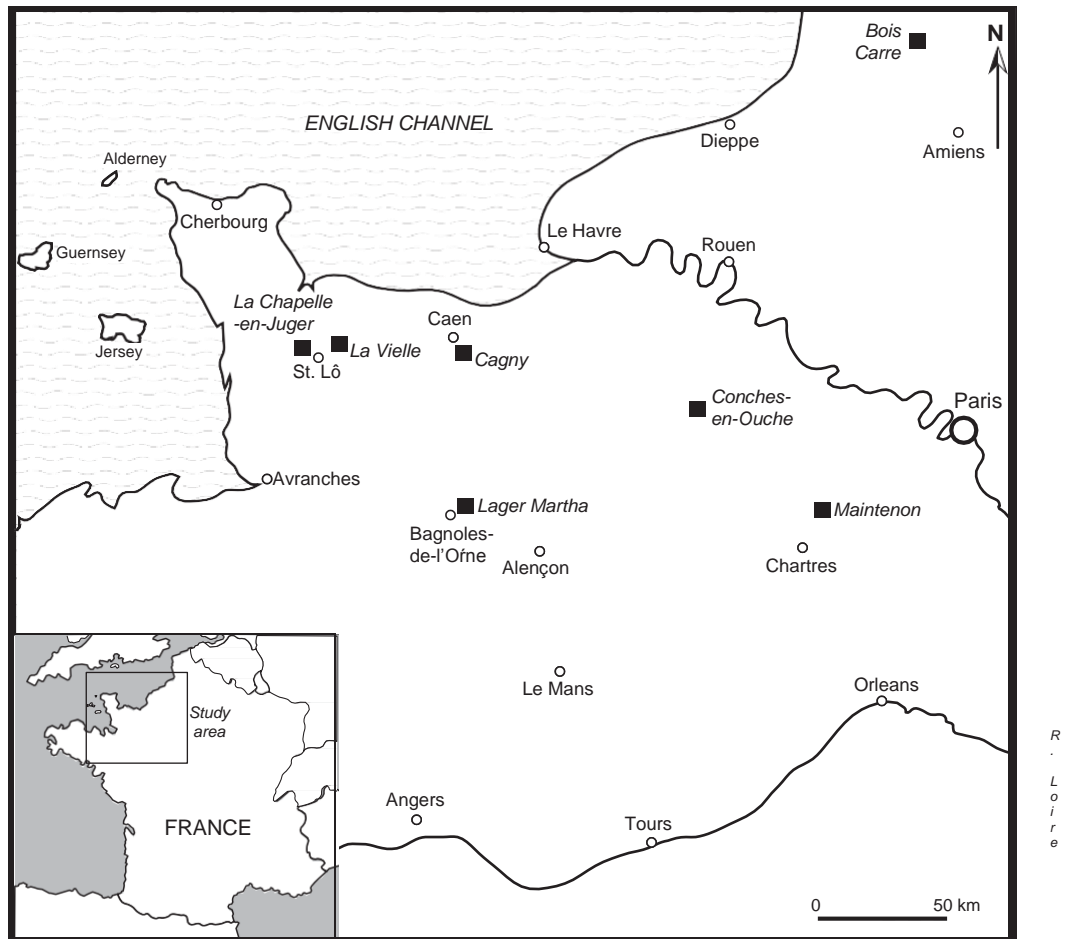 Bois
Carre
N
ENGLISH CHANNEL
Dieppe
Amiens
Alderney
Cherbourg
Guernsey
Le Havre
Rouen
La Chapelle
-en-Juger
Caen
Jersey
La Vielle
Cagny
St. Lô
Conches-
en-Ouche
Paris
Avranches
Lager Martha
Maintenon
Bagnoles-
de-l'Orne
Alençon
Chartres
Le Mans
Orleans
Study
area
R. Loire
Angers
FRANCE
Tours
0 50 km